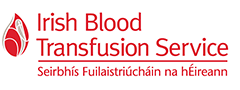 Irish Blood
Transfusion Service
Seirbhís Fuilaistriúcháin na hÉireann